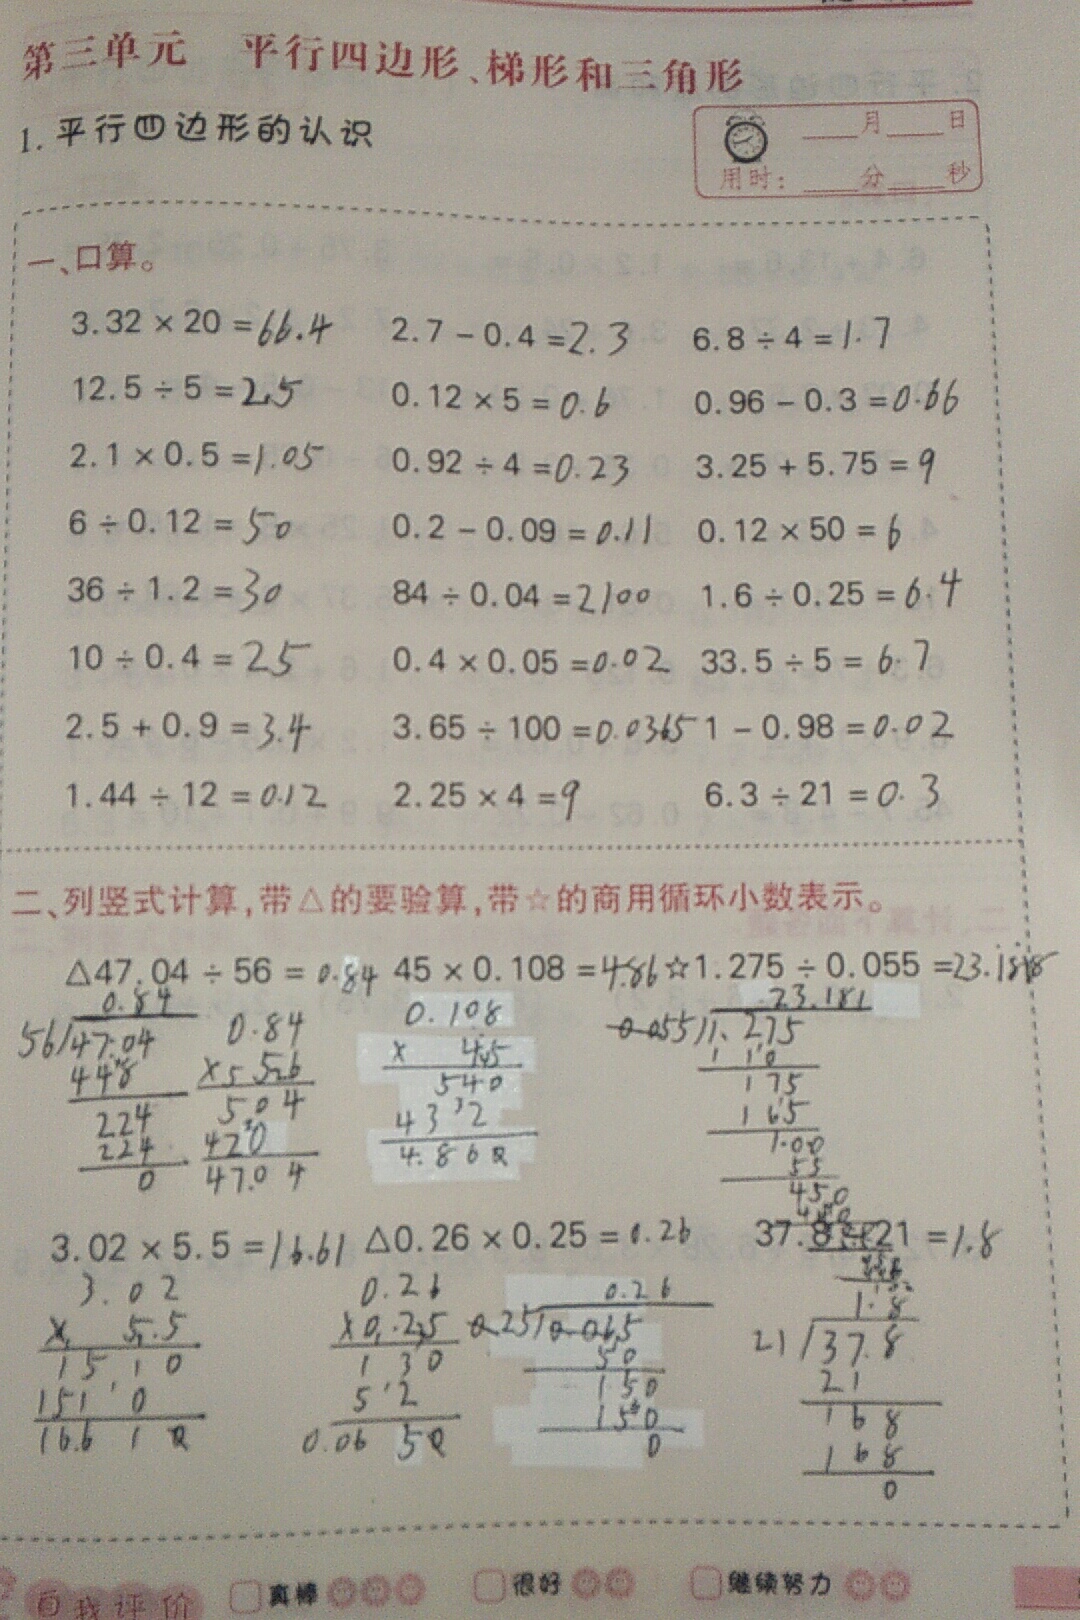 第三单元 平行四边形、梯形和三角形
1. 平行四边形的认识
____月____日
用时：____分____秒
一、口算。
3.32×20=66.4 2.7-0.4=2.3 6.8÷4=1.7
12.5÷5=2.5 0.12×5=0.6 0.96-0.3=0.66
2.1×0.5=1.05 0.92÷4=0.23 3.25+5.75=9
6÷0.12=50 0.2-0.09=0.11 0.12×50=6
36÷1.2=30 84÷0.04=2100 1.6÷0.25=6.4
10÷0.4=25 0.4×0.05=0.02 33.5÷5=6.7
2.5+0.9=3.4 3.65÷100=0.0365 1-0.98=0.02
1.44÷12=0.12 2.25×4=9 6.3÷21=0.3
二、列竖式计算，带△的要验算，带☆的商用循环小数表示。
△47.04÷56=0.84 45×0.108=4.86 ☆1.275÷0.055=23.1
0.84 0.108 23.181
56 47.04 0.84 × 45 0.055 1.275
448 × 56 540 1 10
224 504 432 175
224 420 4.860 165
0 47.04 1.00
55
450
3.02×5.5=16.61 △0.26×0.25=0.26 37.8÷21=1.8
3.02 0.26 0.26 1.8
× 5.5 ×0.25 0.25 0.065 21 37.8
1510 130 50 21
1510 52 150 168
16.610 0.0650 150 168
0 0
自我评价 真棒 很好 继续努力